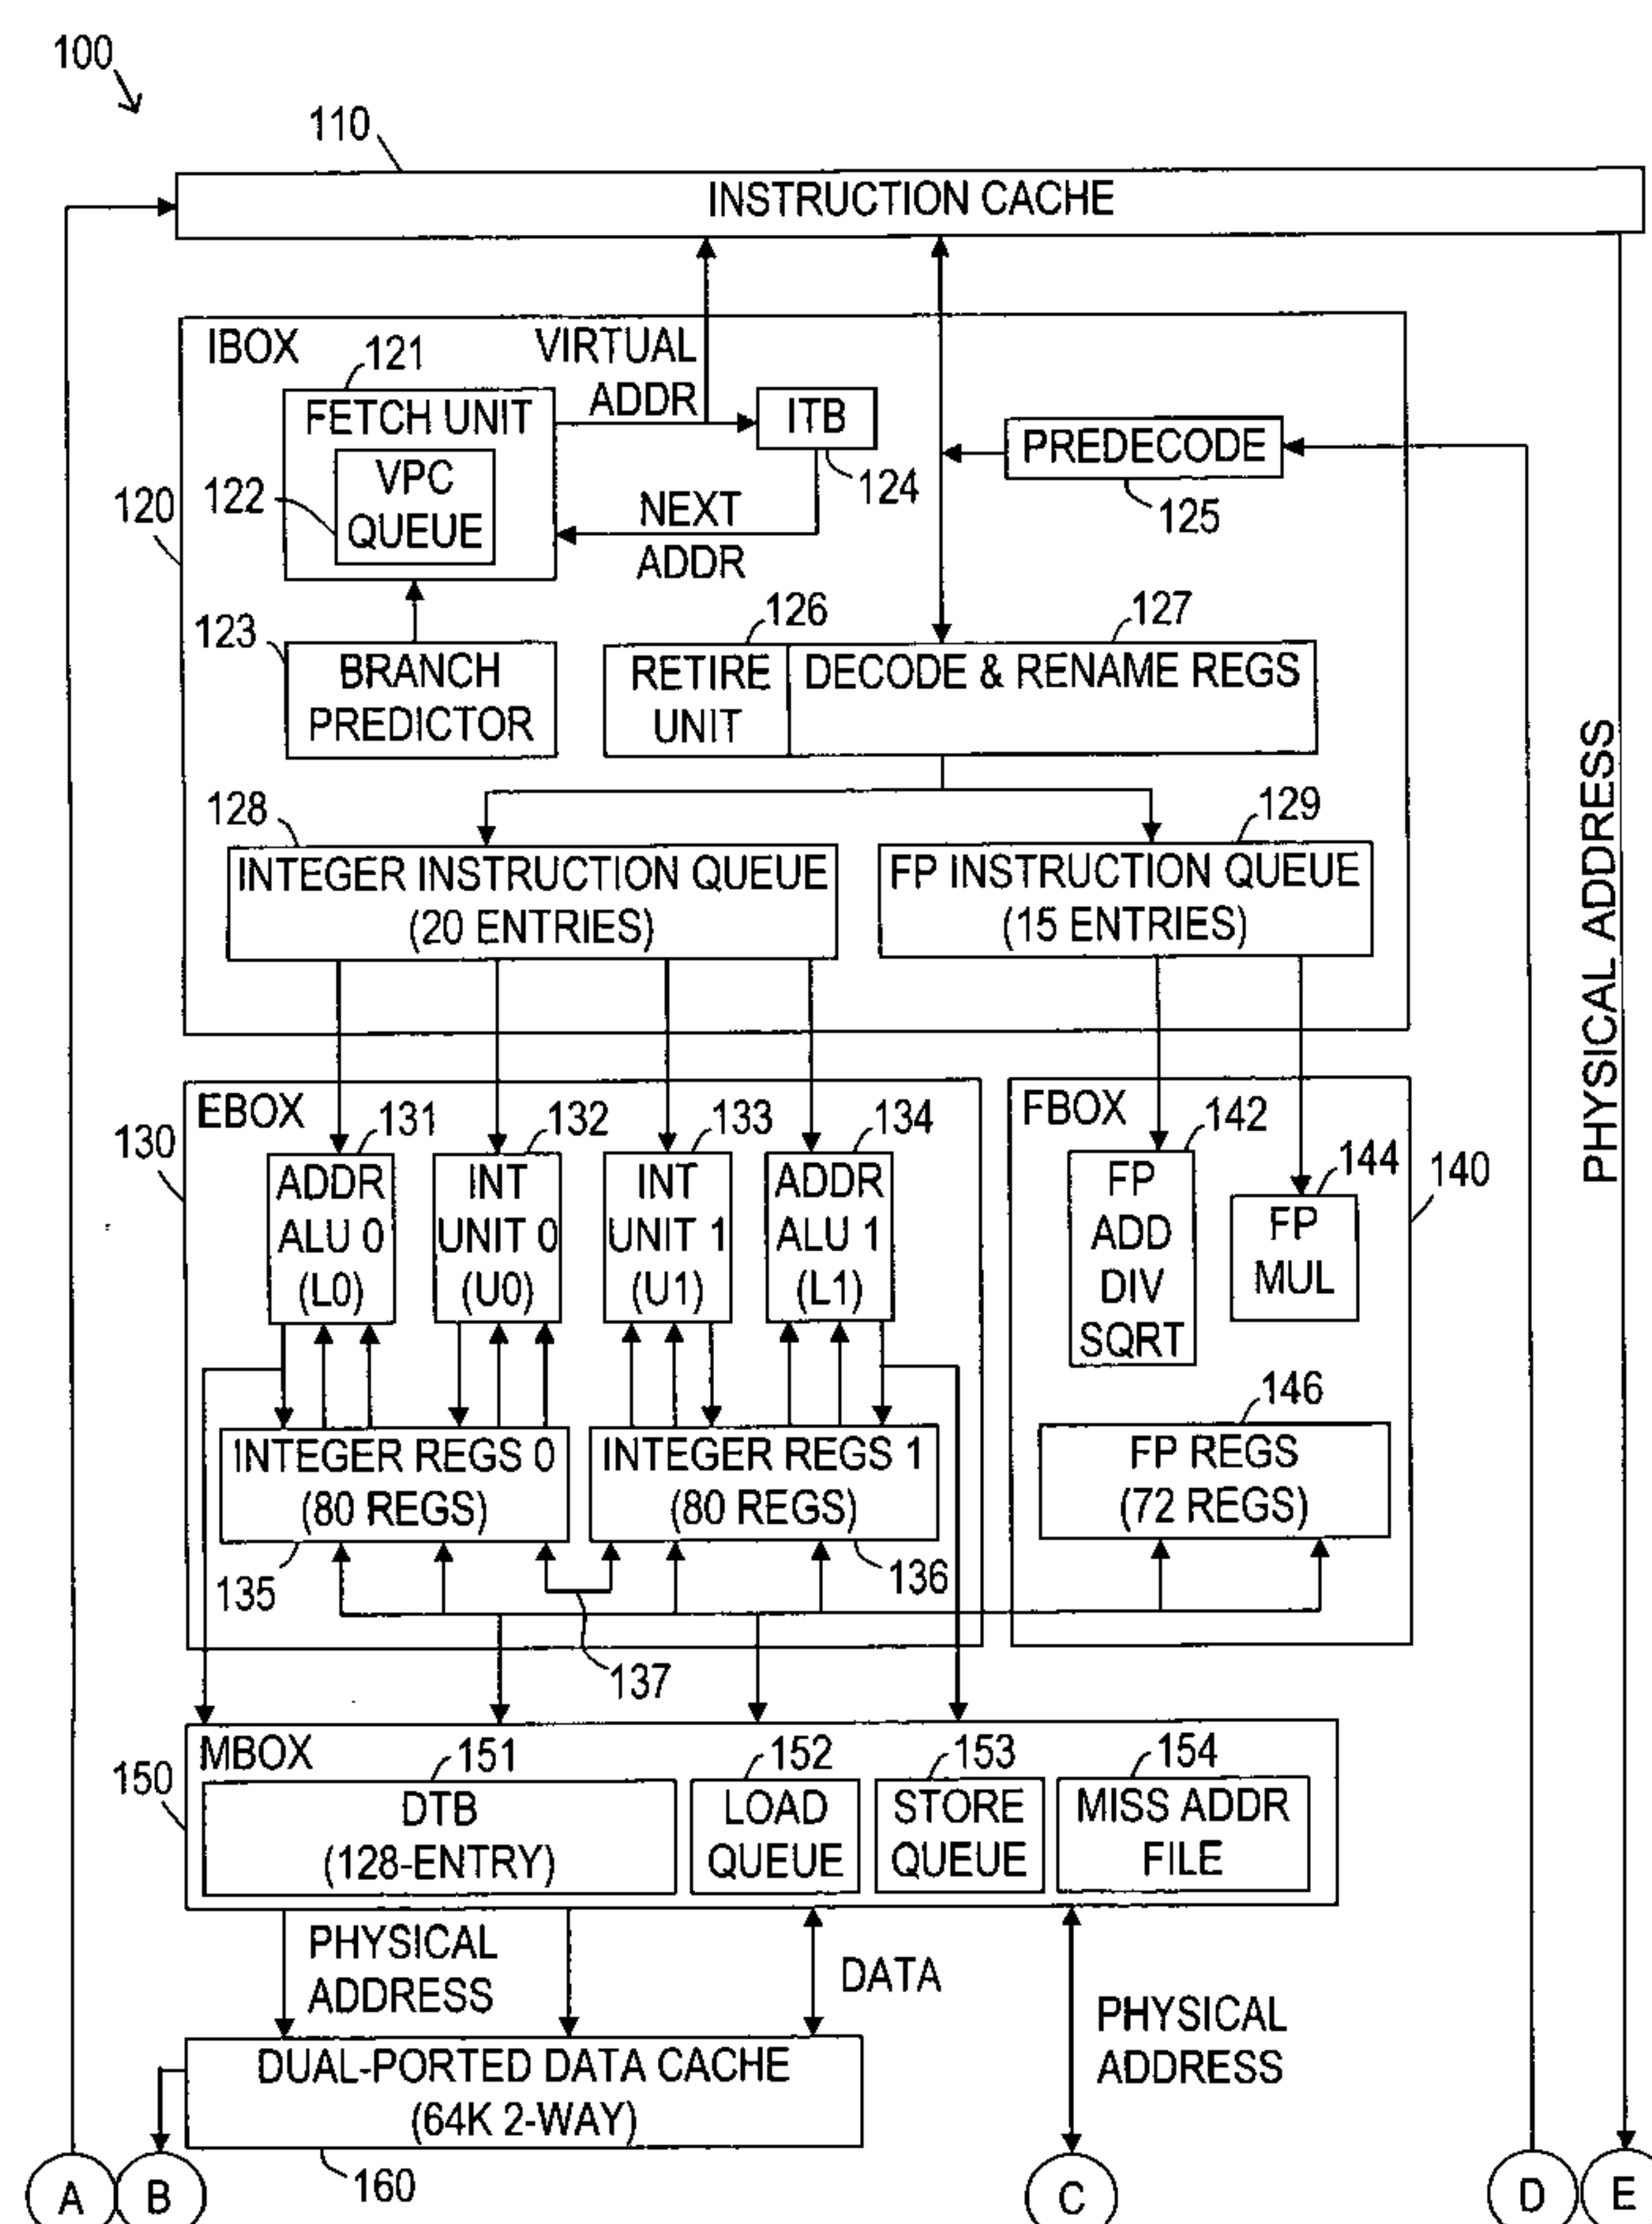 100
110
INSTRUCTION CACHE
IBOX
121
VIRTUAL
ADDR
FETCH UNIT
ITB
PREDECODE
VPC
QUEUE
122
124
120
NEXT
ADDR
125
126
127
123
BRANCH
PREDICTOR
RETIRE
UNIT
DECODE & RENAME REGS
PHYSICAL ADDRESS
128
129
INTEGER INSTRUCTION QUEUE
(20 ENTRIES)
FP INSTRUCTION QUEUE
(15 ENTRIES)
EBOX
131
132
133
134
FBOX
142
130
144
140
ADDR
ALU 0
(L0)
INT
UNIT 0
(U0)
INT
UNIT 1
(U1)
ADDR
ALU 1
(L1)
FP
ADD
DIV
SQRT
FP
MUL
146
INTEGER REGS 0
(80 REGS)
INTEGER REGS 1
(80 REGS)
FP REGS
(72 REGS)
135
136
137
MBOX
151
152
153
154
150
DTB
(128-ENTRY)
LOAD
QUEUE
STORE
QUEUE
MISS ADDR
FILE
PHYSICAL
ADDRESS
DATA
PHYSICAL
ADDRESS
DUAL-PORTED DATA CACHE
(64K 2-WAY)
160
A
B
C
D
E